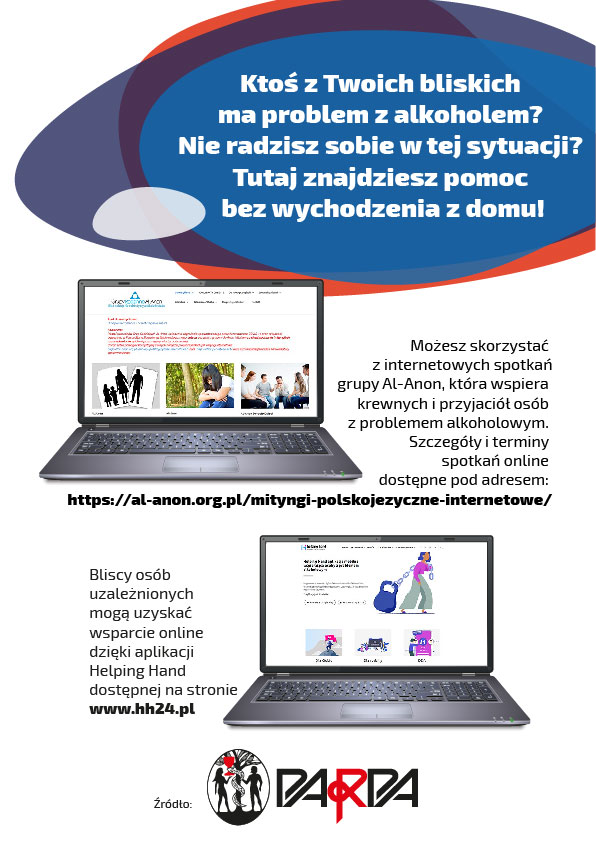 Ktoś z Twoich bliskich
ma problem z alkoholem?
Nie radzisz sobie w tej sytuacji?
Tutaj znajdziesz pomoc
bez wychodzenia z domu!
Możesz skorzystać
z internetowych spotkań
grupy Al-Anon, która wspiera
krewnych i przyjaciół osób
z problemem alkoholowym.
Szczegóły i terminy
spotkań online
dostępne pod adresem:
https://al-anon.org.pl/mityngi-polskojezyczne-internetowe/
Bliscy osób
uzależnionych
mogą uzyskać
wsparcie online
dzięki aplikacji
Helping Hand
dostępnej na stronie
www.hh24.pl
Dla Ciebie
DDA
Źródło:
PARPA